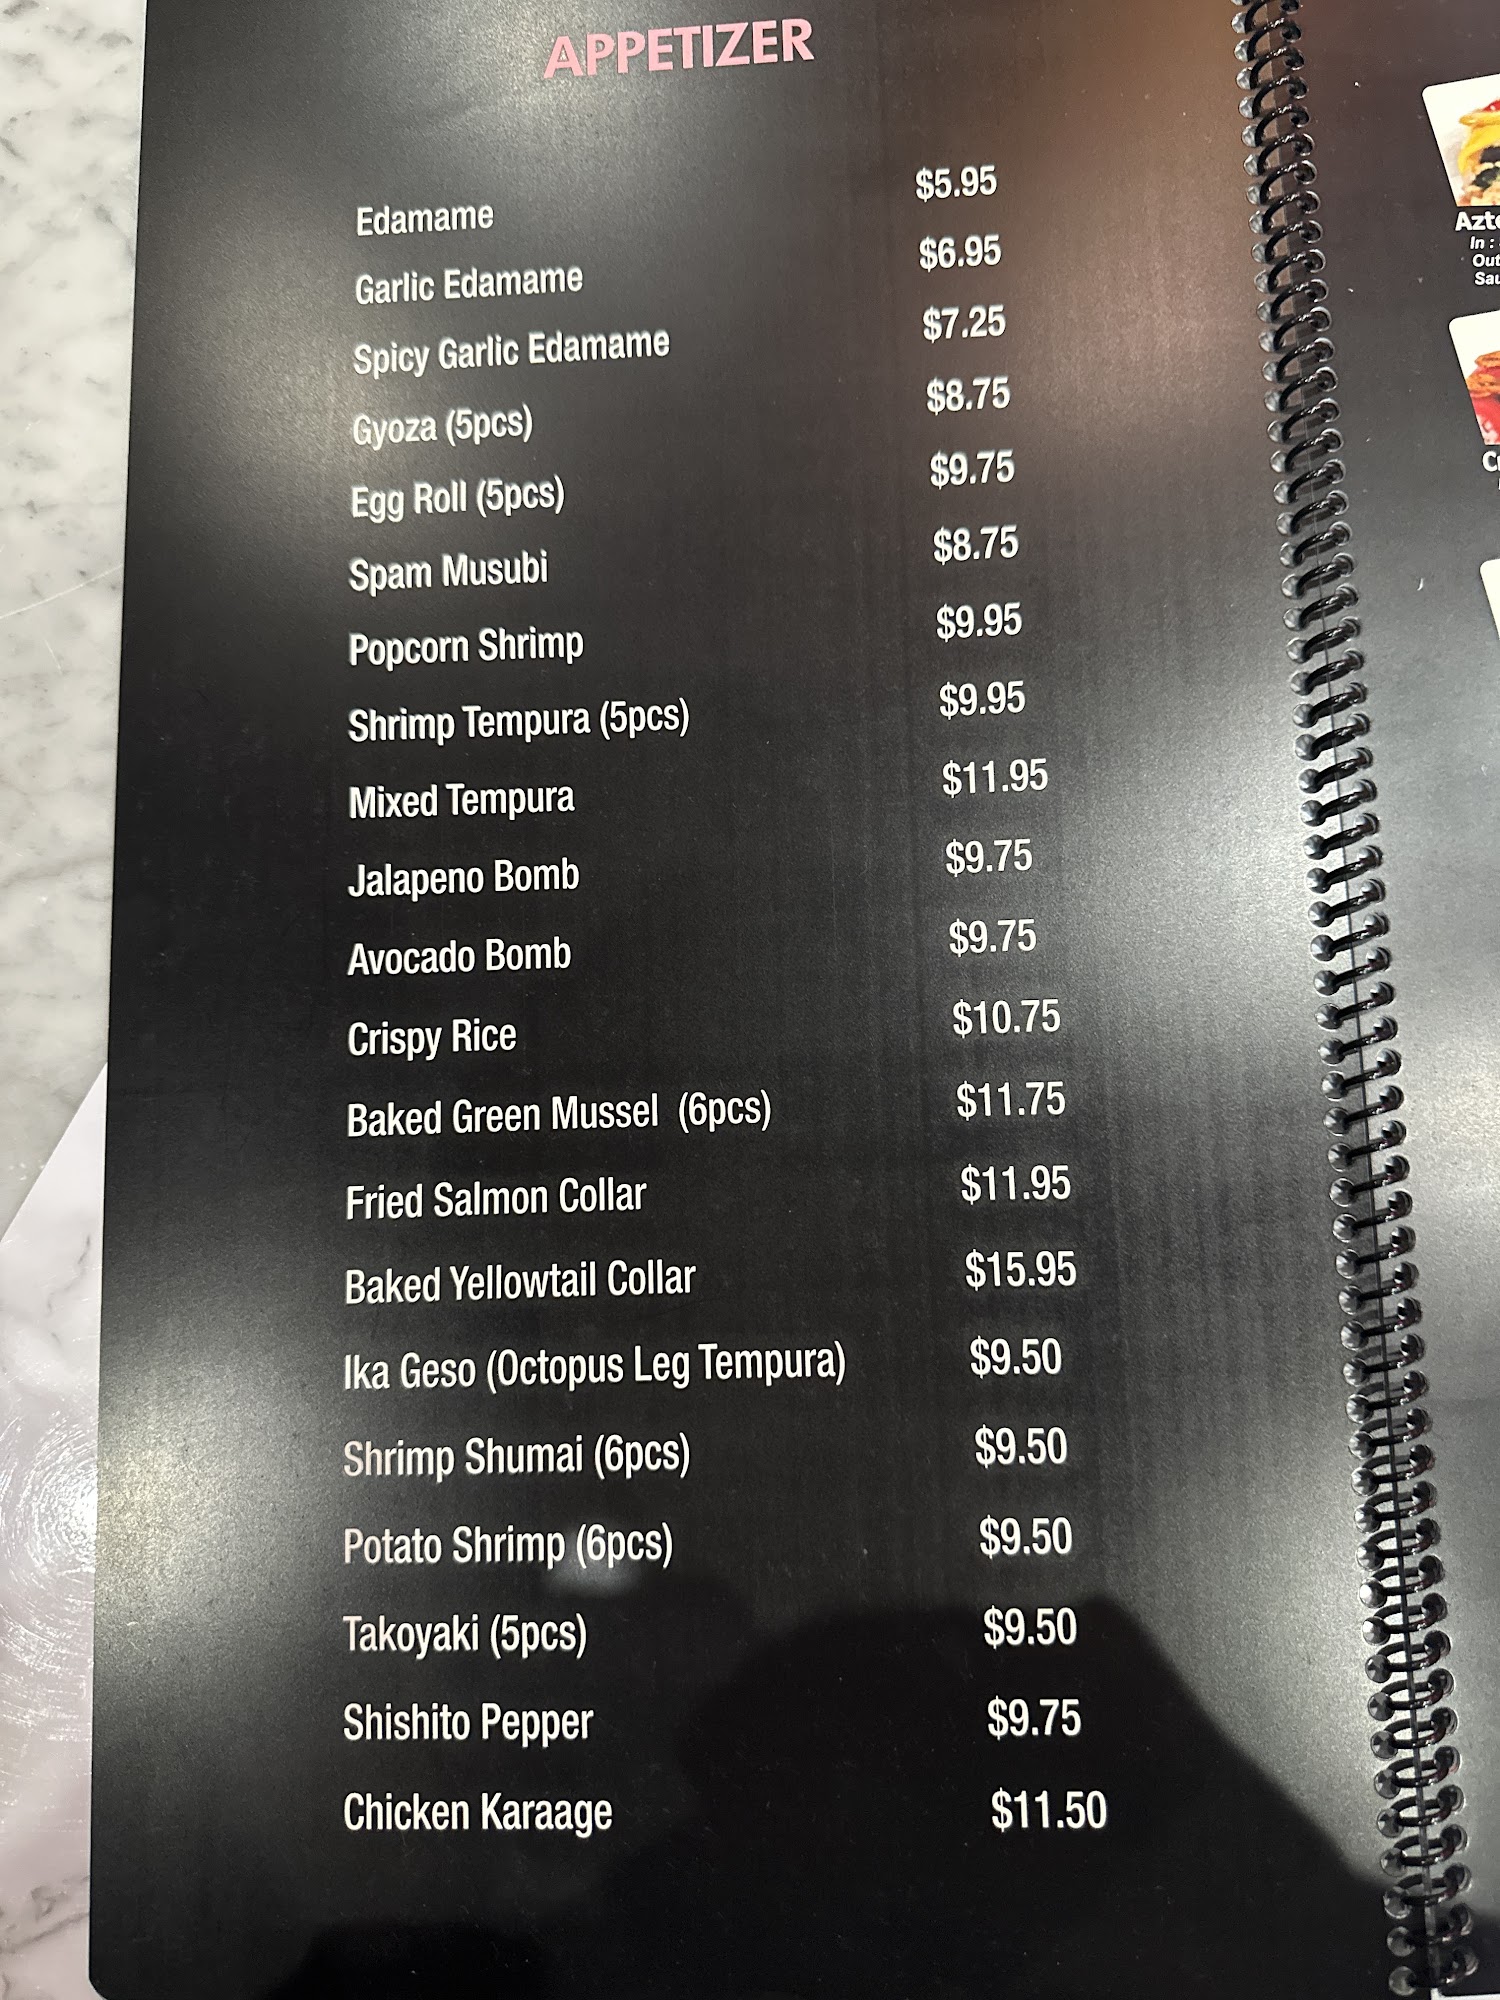 APPETIZER
Edamame $5.95
Garlic Edamame $6.95
Spicy Garlic Edamame $7.25
Gyoza (5pcs) $8.75
Egg Roll (5pcs) $9.75
Spam Musubi $8.75
Popcorn Shrimp $9.95
Shrimp Tempura (5pcs) $9.95
Mixed Tempura $11.95
Jalapeno Bomb $9.75
Avocado Bomb $9.75
Crispy Rice $10.75
Baked Green Mussel (6pcs) $11.75
Fried Salmon Collar $11.95
Baked Yellowtail Collar $15.95
Ika Geso (Octopus Leg Tempura) $9.50
Shrimp Shumai (6pcs) $9.50
Potato Shrimp (6pcs) $9.50
Takoyaki (5pcs) $9.50
Shishito Pepper $9.75
Chicken Karaage $11.50
In :
Out